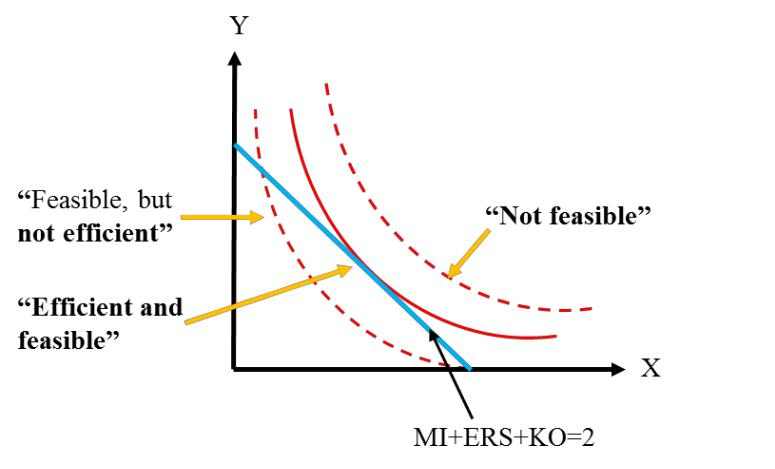 Y
“Feasible, but
not efficient”
“Not feasible”
“Efficient and
feasible”
X
MI+ERS+KO=2